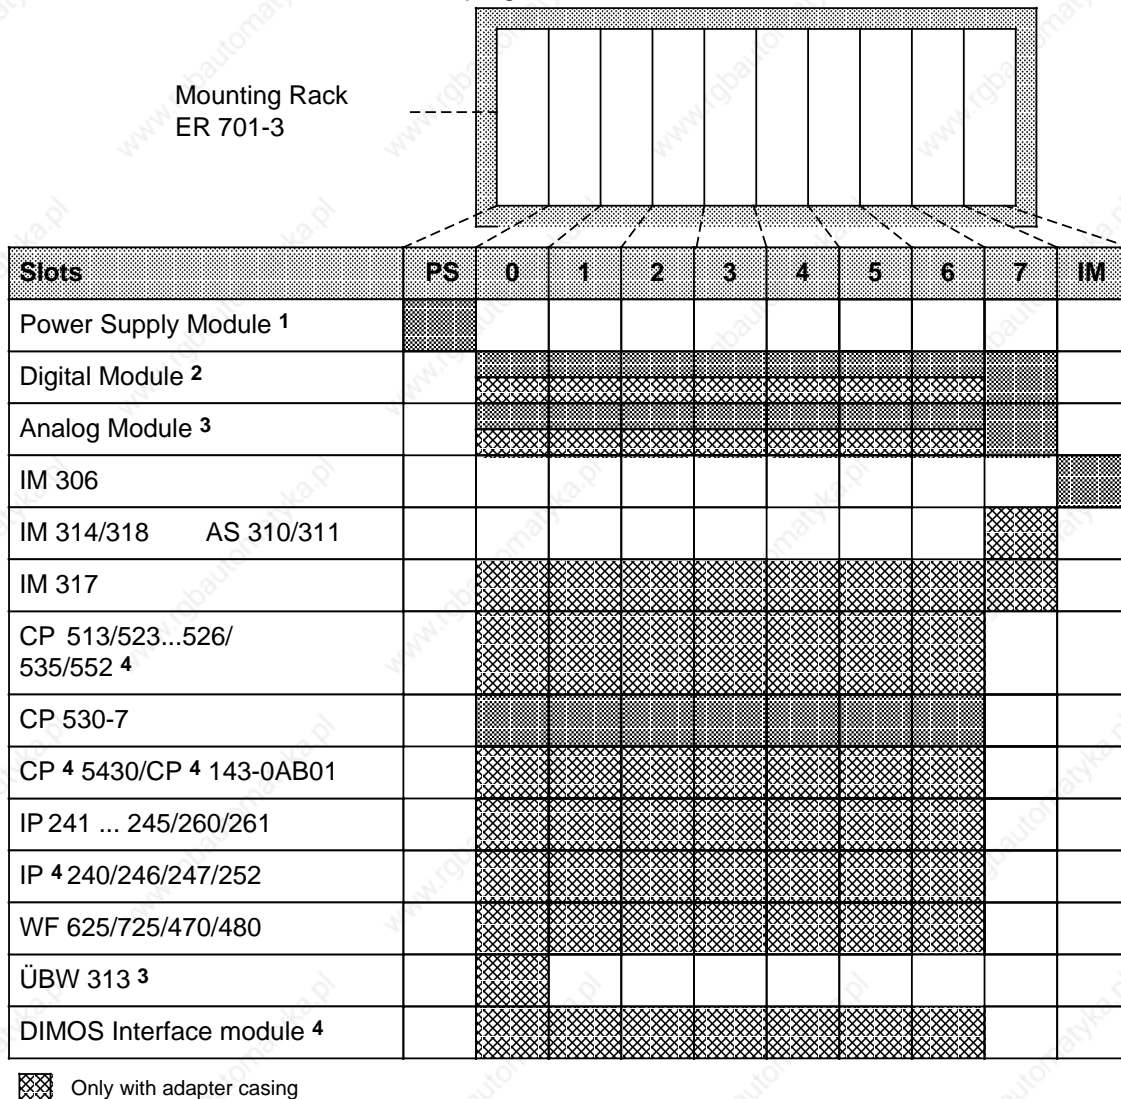 Mounting Rack
ER 701-3
Slots PS 0 1 2 3 4 5 6 7 IM
Power Supply Module 1
Digital Module 2
Analog Module 3
IM 306
IM 314/318 AS 310/311
IM 317
CP 513/523...526/
535/552 4
CP 530-7
CP 4 5430/CP 4 143-0AB01
IP 241 ... 245/260/261
IP 4 240/246/247/252
WF 625/725/470/480
ÜBW 313 3
DIMOS Interface module 4
Only with adapter casing
www.rgbautomatyka.pl